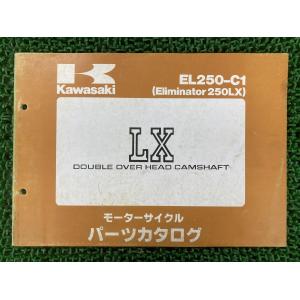 Kawasaki
EL250-C1
(Eliminator 250LX)
LX
DOUBLE OVER HEAD CAMSHAFT
モーターサイクル
パーツカタログ